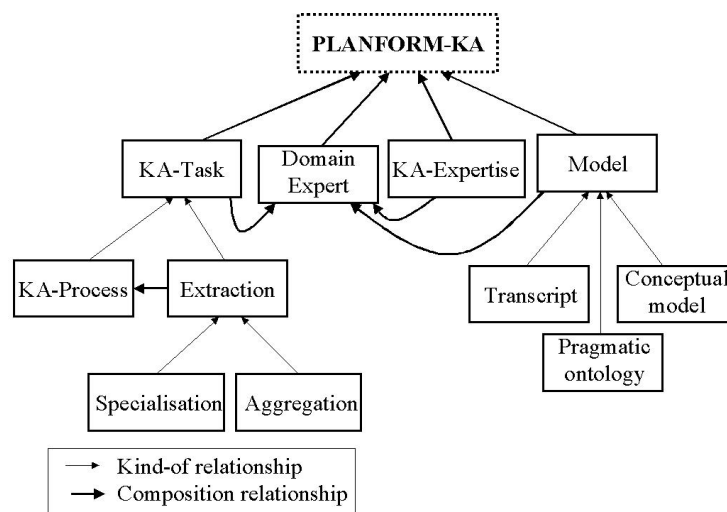 PLANFORM-KA
KA-Task
Domain
Expert
KA-Expertise
Model
KA-Process
Extraction
Transcript
Conceptual
model
Pragmatic
ontology
Specialisation
Aggregation
Kind-of relationship
Composition relationship